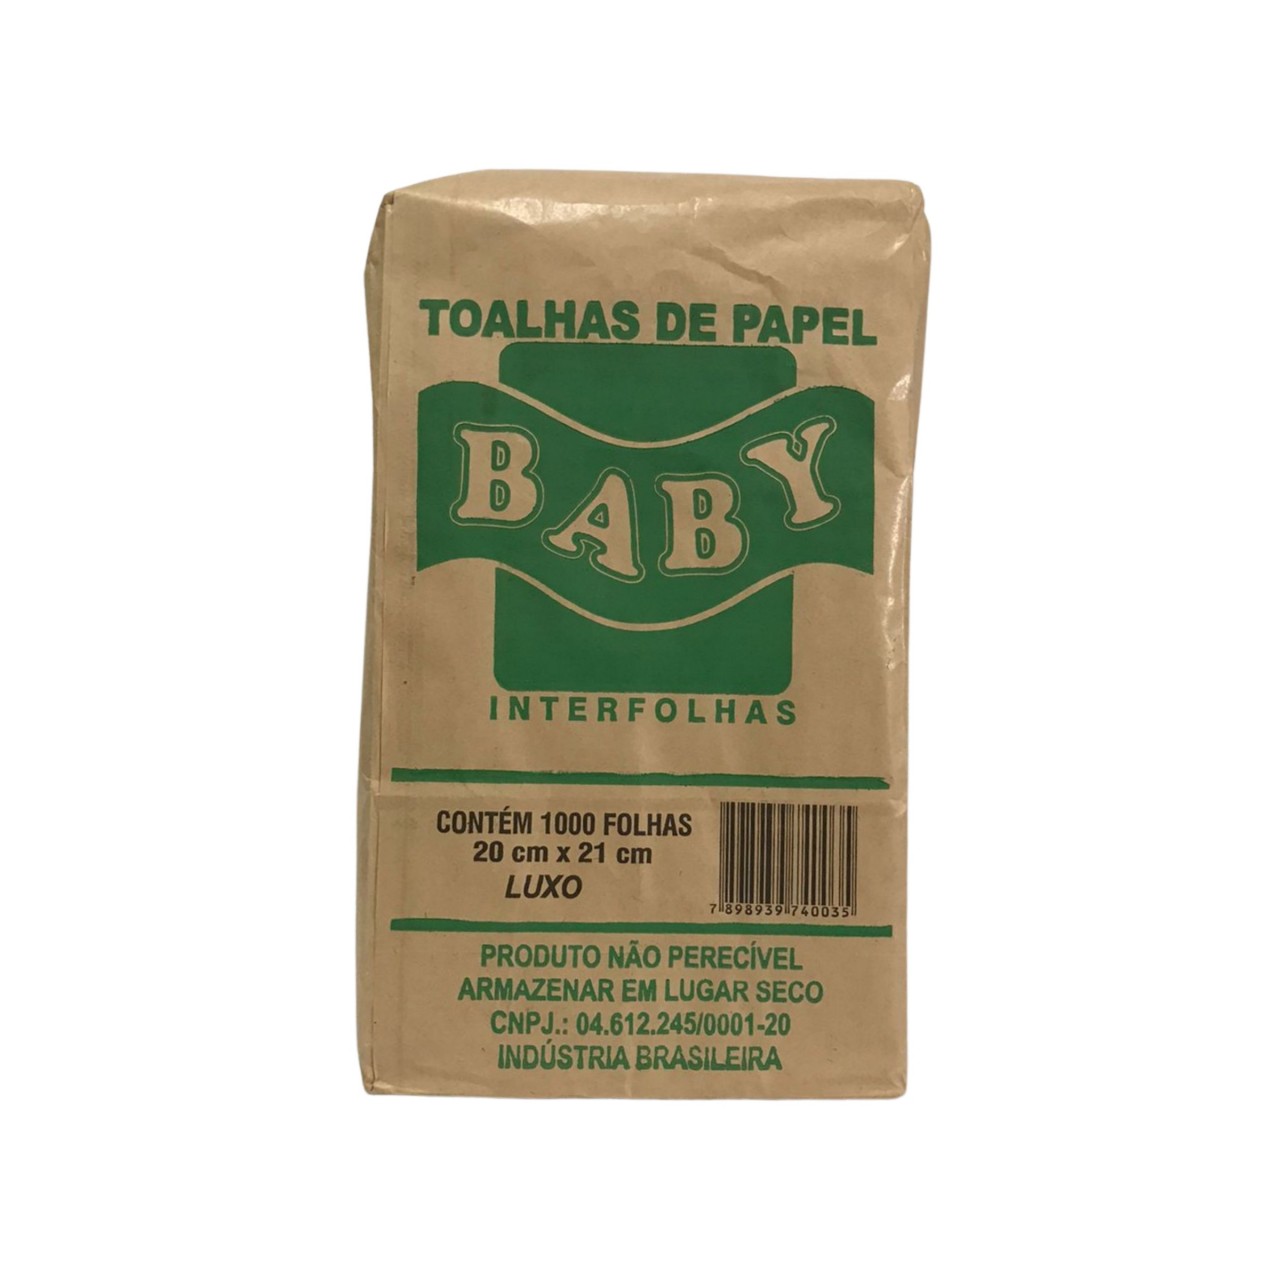 TOALHAS DE PAPEL
BABY
INTERFOLHAS
CONTÉM 1000 FOLHAS
20 cm x 21 cm
LUXO
7 898939 740035
PRODUTO NÃO PERECÍVEL
ARMAZENAR EM LUGAR SECO
CNPJ.: 04.612.245/0001-20
INDÚSTRIA BRASILEIRA